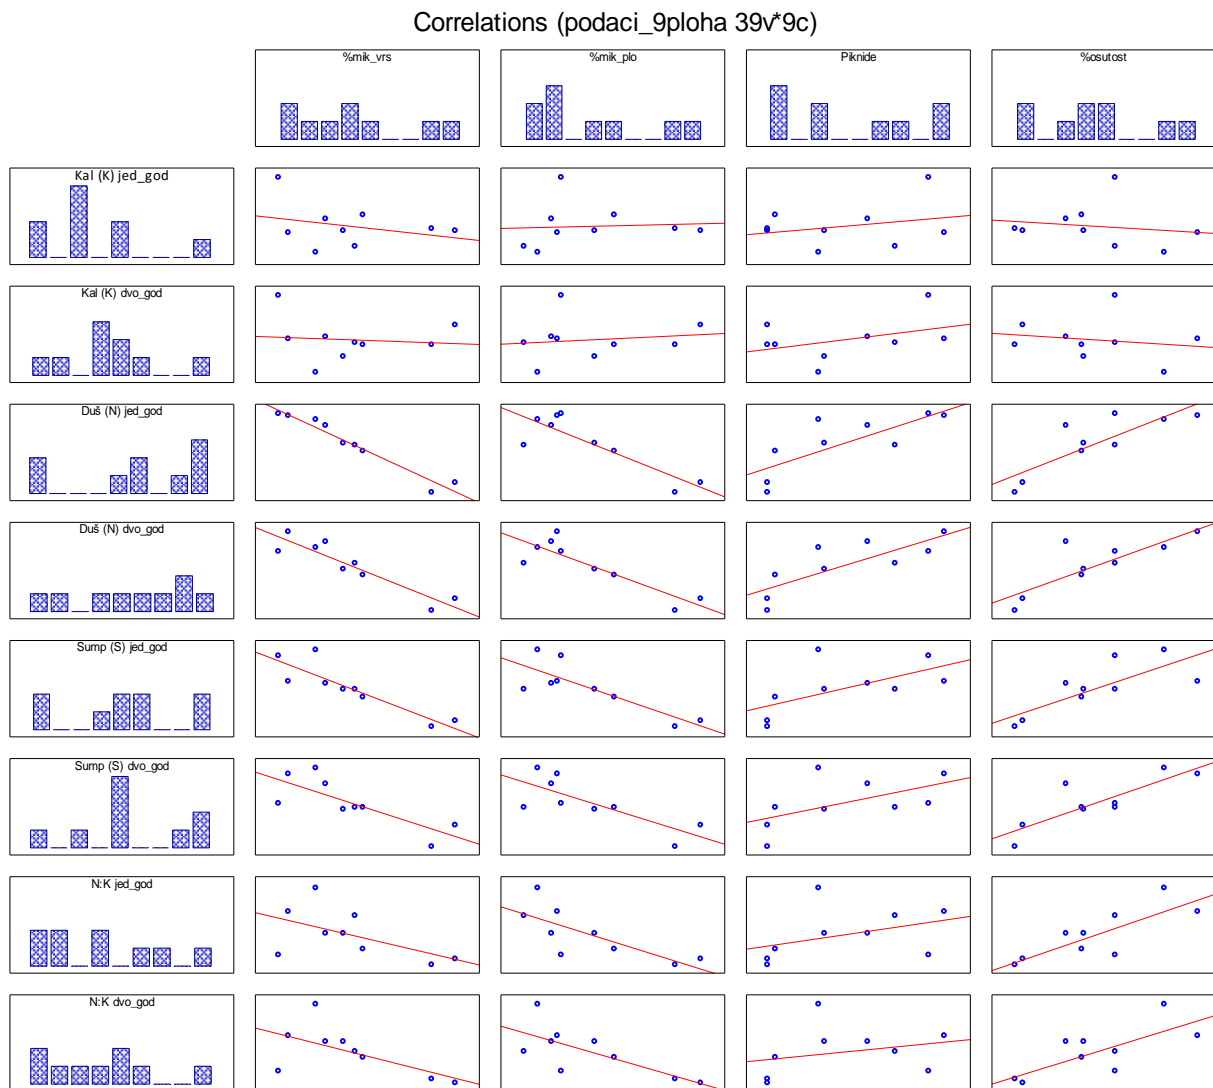 Correlations (podaci_9ploha 39v*9c)
%mik_vrs
%mik_plo
Piknide
%osutost
Kal (K) jed_god
Kal (K) dvo_god
Duš (N) jed_god
Duš (N) dvo_god
Sump (S) jed_god
Sump (S) dvo_god
N:K jed_god
N:K dvo_god